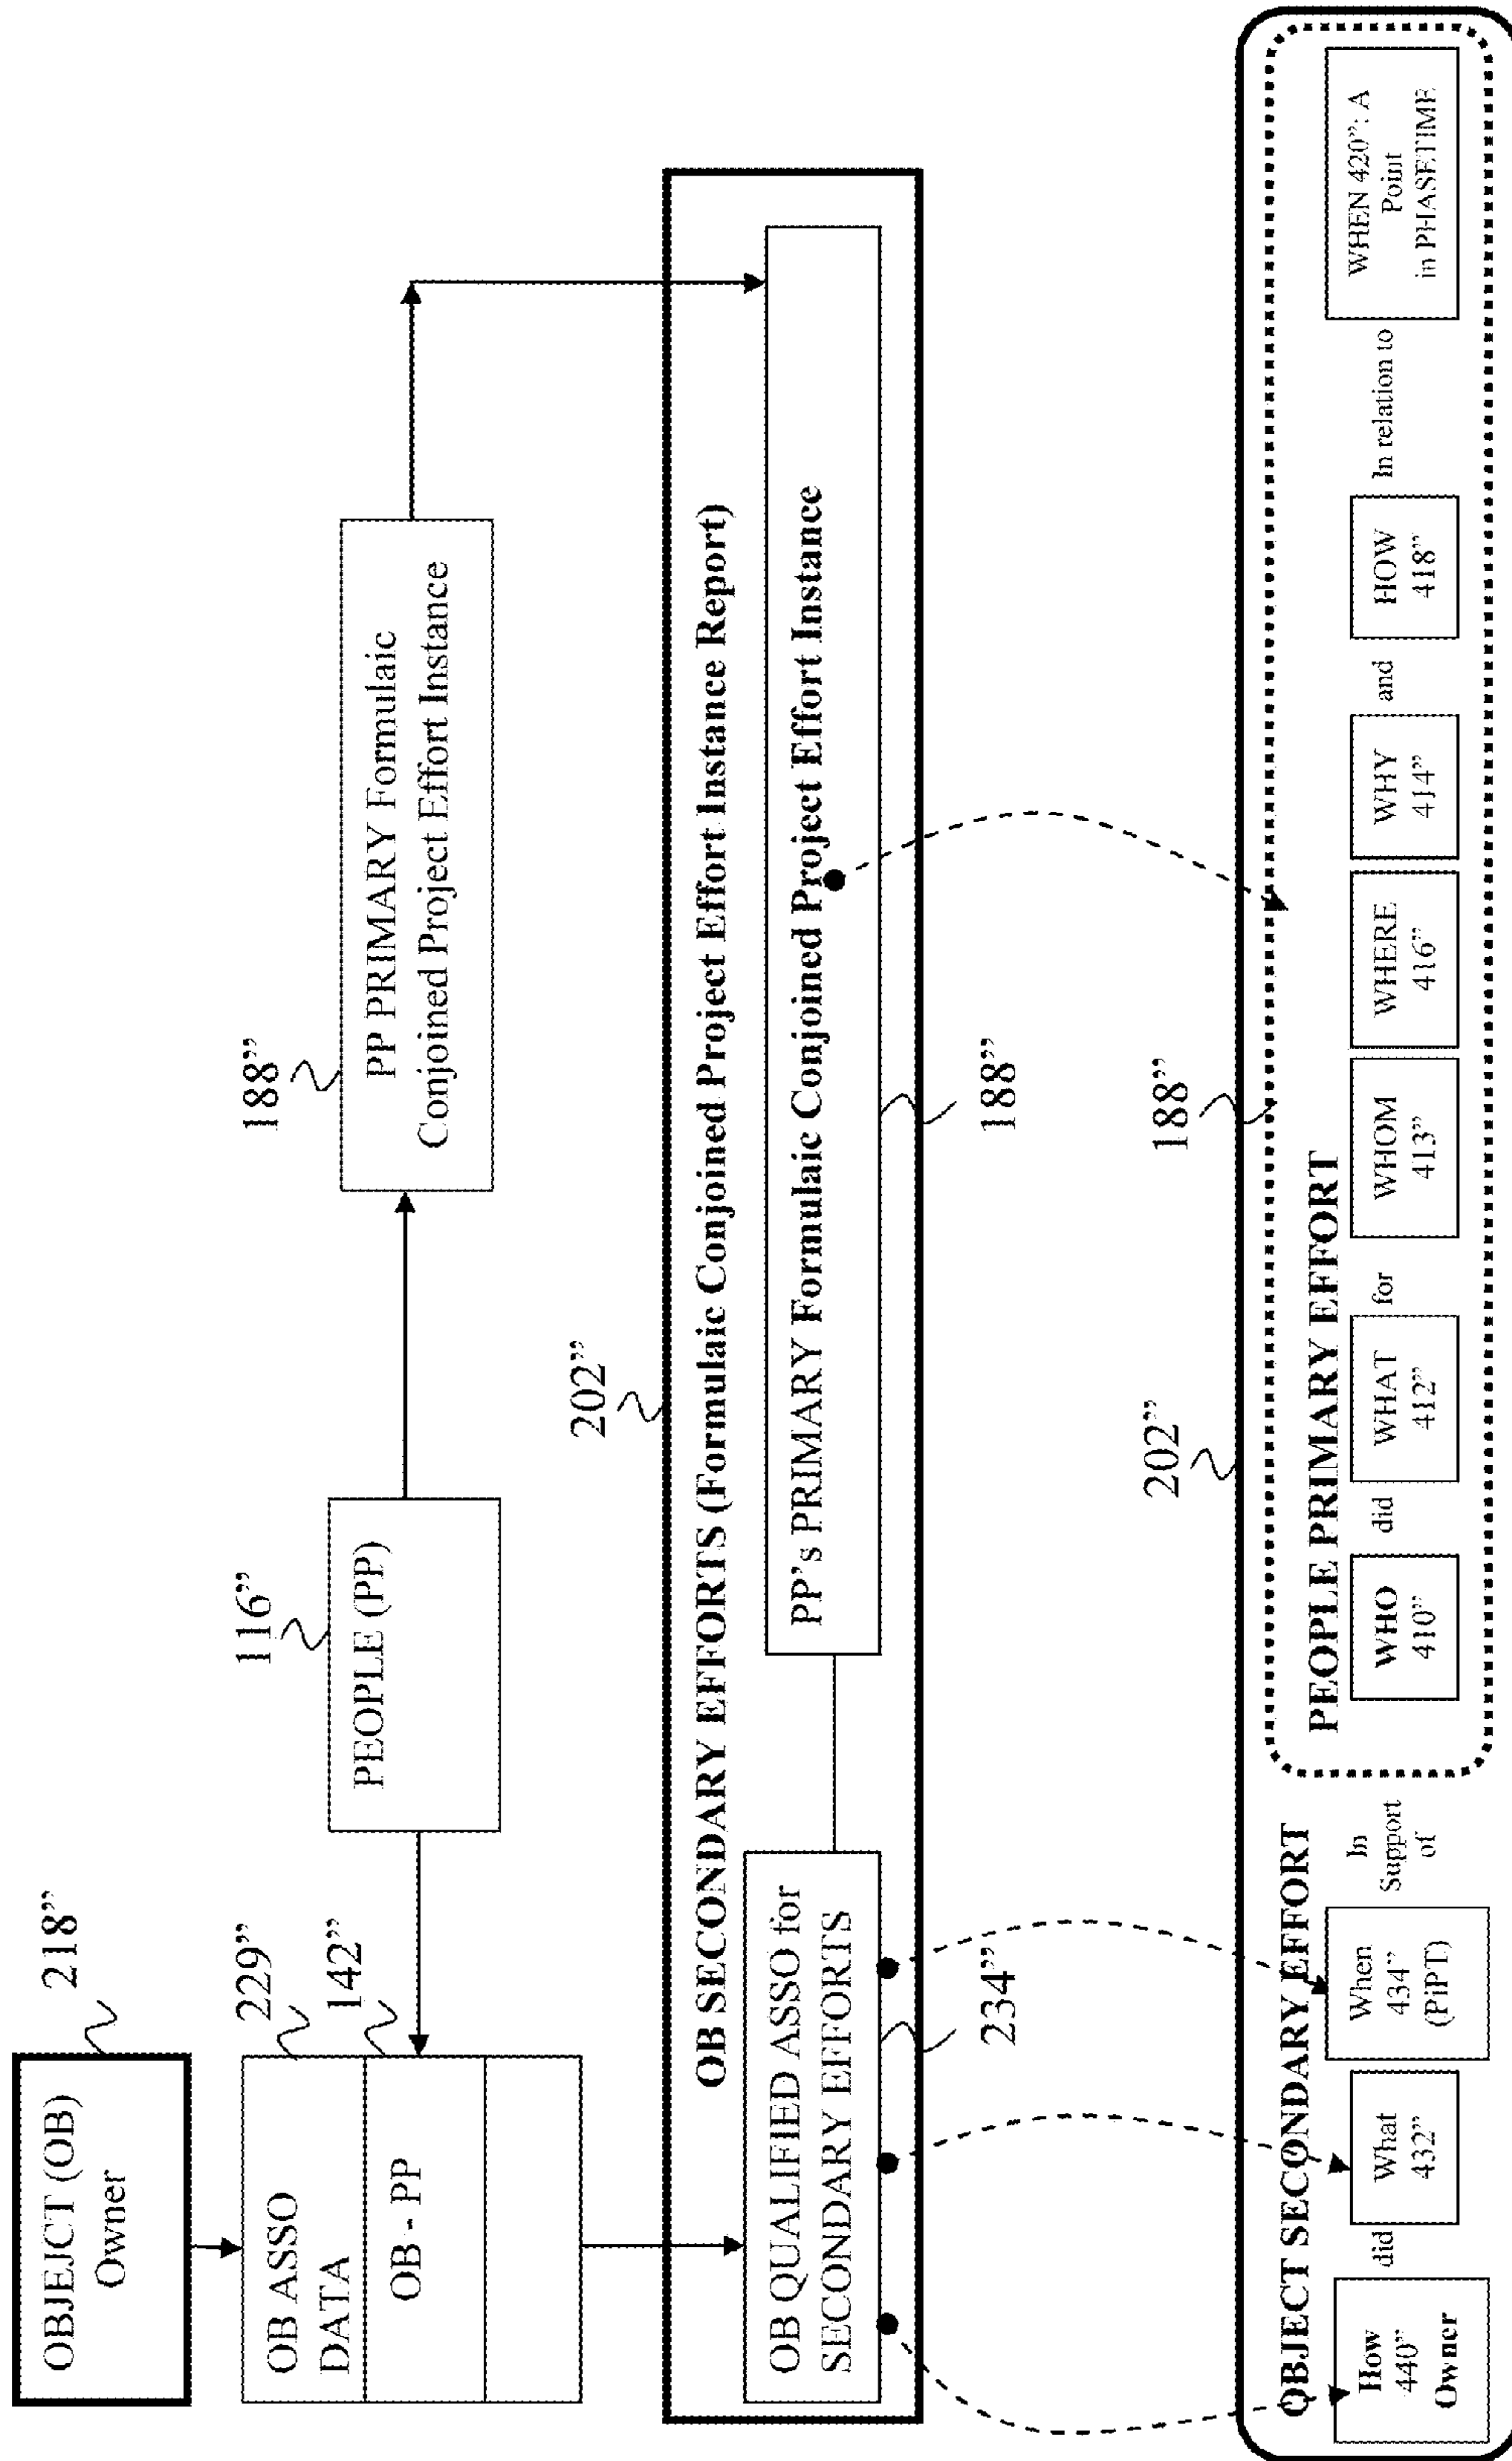 OBJEJCT (OB)
Owner
218”
OB ASSO
DATA
229”
OB - PP
142”
PEOPLE (PP)
116”
PP PRIMARY Formulaic
Conjoined Project Effort Instance
188”
202”
OB SECONDARY EFFORTS (Formulaic Conjoined Project Effort Instance Report)
OB QUALIFIED ASSO for
SECONDARY EFFORTS
PP’s PRIMARY Formulaic Conjoined Project Effort Instance
234”
188”
202”
188”
OBJECT SECONDARY EFFORT
How
440”
Owner
did
What
432”
When
434”
(PiPT)
In
Support
of
PEOPLE PRIMARY EFFORT
WHO
410”
did
WHAT
412”
for
WHOM
413”
WHERE
416”
WHY
414”
and
HOW
418”
In relation to
WHEN 420”: A
Point
in PHASETIME